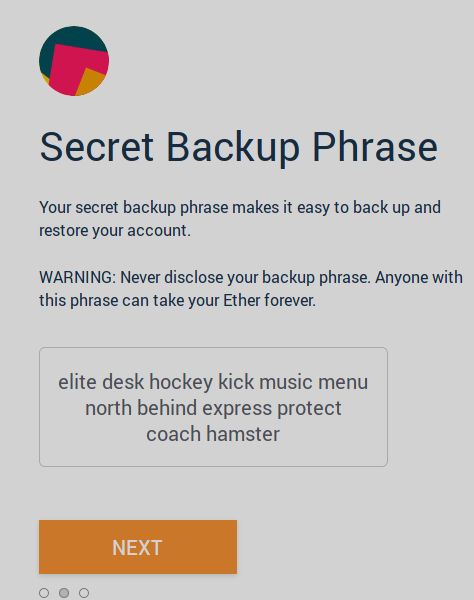 Secret Backup Phrase
Your secret backup phrase makes it easy to back up and
restore your account.
WARNING: Never disclose your backup phrase. Anyone with
this phrase can take your Ether forever.
elite desk hockey kick music menu
north behind express protect
coach hamster
NEXT